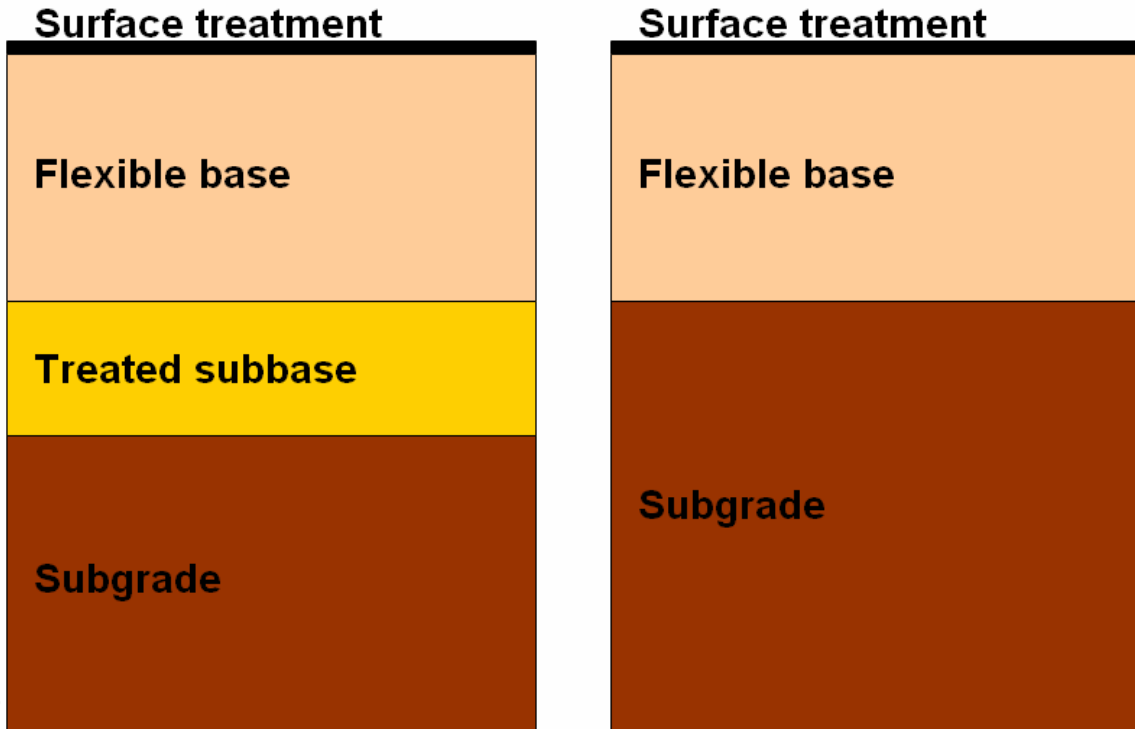 Surface treatment
Flexible base
Treated subbase
Subgrade
Surface treatment
Flexible base
Subgrade